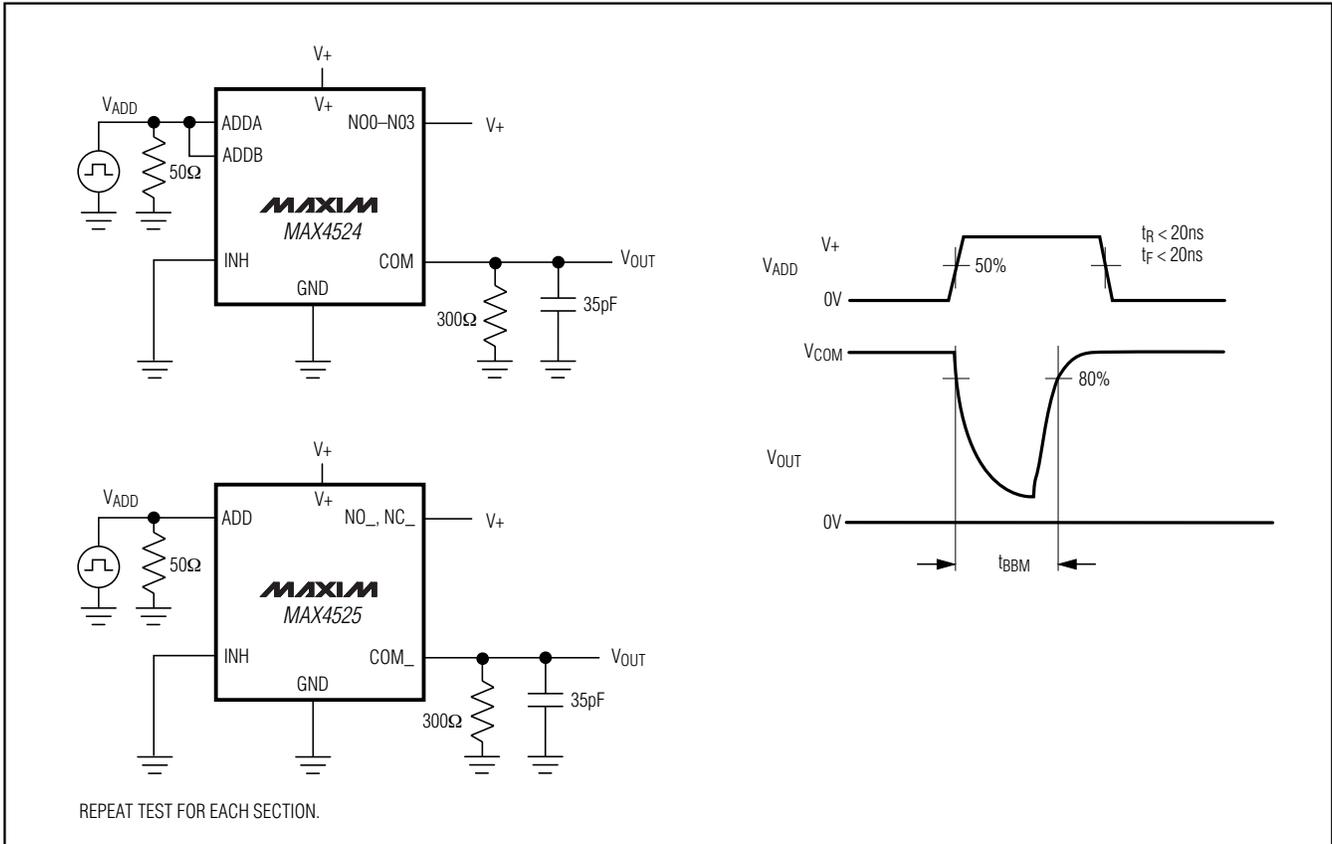 V+
VADD
V+
ADDA
NO0–NO3
V+
ADDB
50Ω
MAXIM
MAX4524
INH
COM
VOUT
GND
300Ω
35pF
V+
VADD
V+
ADD
NO_, NC_
V+
50Ω
MAXIM
MAX4525
INH
COM_
VOUT
GND
300Ω
35pF
REPEAT TEST FOR EACH SECTION.
V+
VADD
0V
50%
tR < 20ns
tF < 20ns
VCOM
80%
VOUT
0V
tBBM